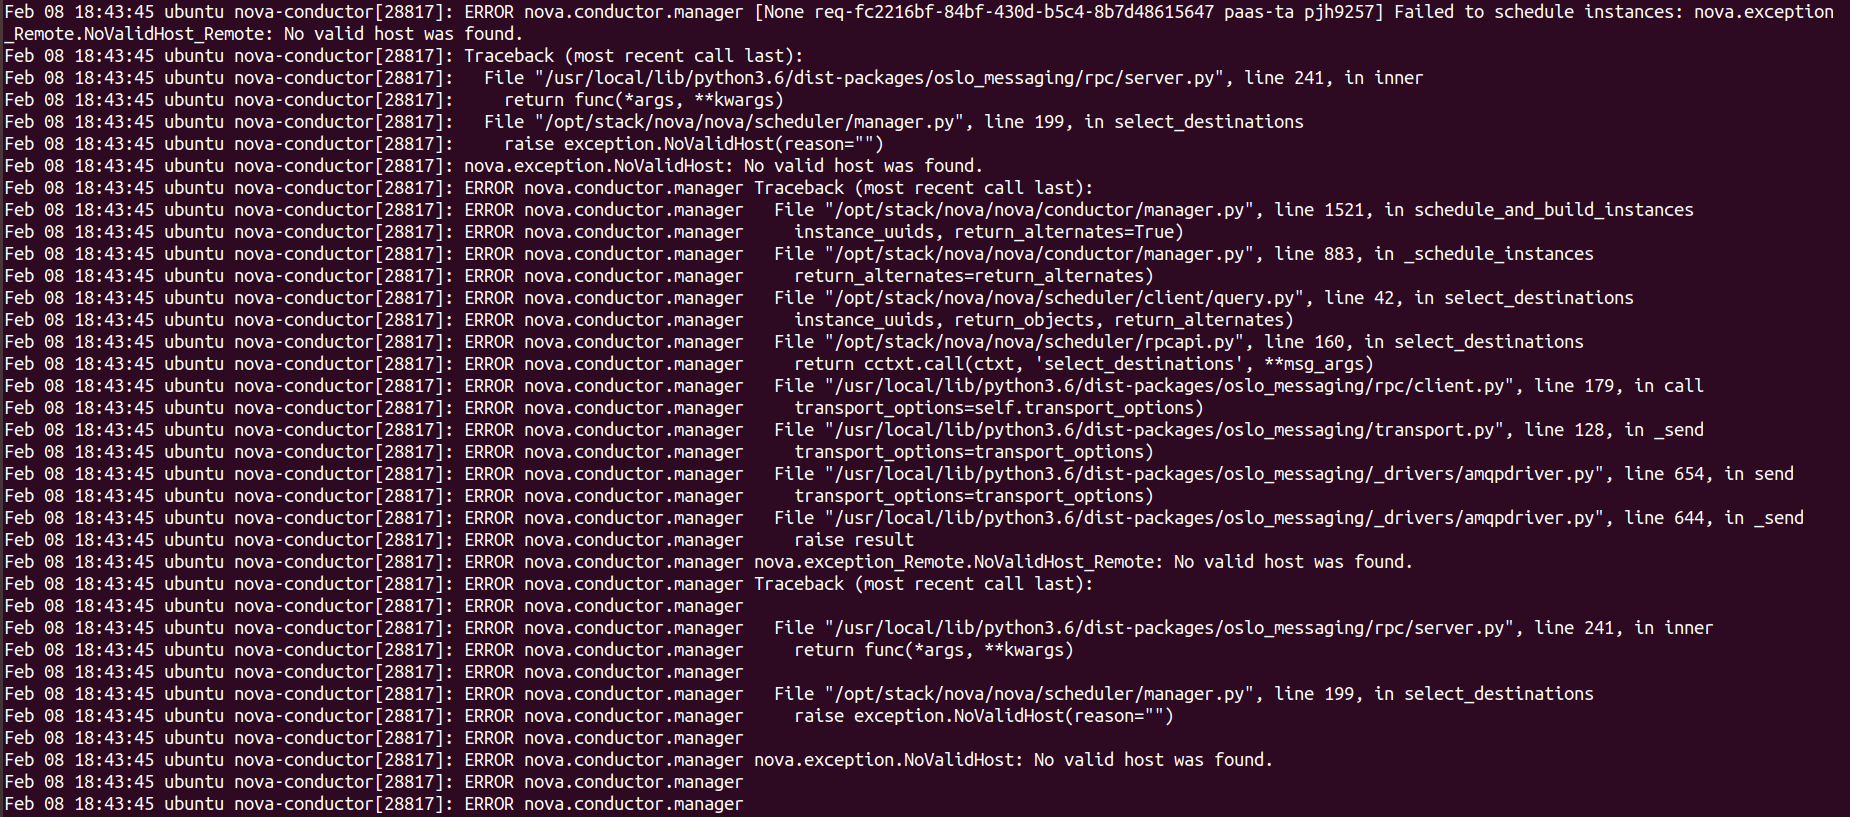 Feb 08 18:43:45 ubuntu nova-conductor[28817]: ERROR nova.conductor.manager [None req-fc2216bf-84bf-430d-b5c4-8b7d48615647 paas-ta pjh9257] Failed to schedule instances: nova.exception
_Remote.NoValidHost_Remote: No valid host was found.
Feb 08 18:43:45 ubuntu nova-conductor[28817]: Traceback (most recent call last):
Feb 08 18:43:45 ubuntu nova-conductor[28817]:   File "/usr/local/lib/python3.6/dist-packages/oslo_messaging/rpc/server.py", line 241, in inner
Feb 08 18:43:45 ubuntu nova-conductor[28817]:     return func(*args, **kwargs)
Feb 08 18:43:45 ubuntu nova-conductor[28817]:   File "/opt/stack/nova/nova/scheduler/manager.py", line 199, in select_destinations
Feb 08 18:43:45 ubuntu nova-conductor[28817]:     raise exception.NoValidHost(reason="")
Feb 08 18:43:45 ubuntu nova-conductor[28817]: nova.exception.NoValidHost: No valid host was found.
Feb 08 18:43:45 ubuntu nova-conductor[28817]: ERROR nova.conductor.manager Traceback (most recent call last):
Feb 08 18:43:45 ubuntu nova-conductor[28817]: ERROR nova.conductor.manager   File "/opt/stack/nova/nova/conductor/manager.py", line 1521, in schedule_and_build_instances
Feb 08 18:43:45 ubuntu nova-conductor[28817]: ERROR nova.conductor.manager     instance_uuids, return_alternates=True)
Feb 08 18:43:45 ubuntu nova-conductor[28817]: ERROR nova.conductor.manager   File "/opt/stack/nova/nova/conductor/manager.py", line 883, in _schedule_instances
Feb 08 18:43:45 ubuntu nova-conductor[28817]: ERROR nova.conductor.manager     return_alternates=return_alternates)
Feb 08 18:43:45 ubuntu nova-conductor[28817]: ERROR nova.conductor.manager   File "/opt/stack/nova/nova/scheduler/client/query.py", line 42, in select_destinations
Feb 08 18:43:45 ubuntu nova-conductor[28817]: ERROR nova.conductor.manager     instance_uuids, return_objects, return_alternates)
Feb 08 18:43:45 ubuntu nova-conductor[28817]: ERROR nova.conductor.manager   File "/opt/stack/nova/nova/scheduler/rpcapi.py", line 160, in select_destinations
Feb 08 18:43:45 ubuntu nova-conductor[28817]: ERROR nova.conductor.manager     return cctxt.call(ctxt, 'select_destinations', **msg_args)
Feb 08 18:43:45 ubuntu nova-conductor[28817]: ERROR nova.conductor.manager   File "/usr/local/lib/python3.6/dist-packages/oslo_messaging/rpc/client.py", line 179, in call
Feb 08 18:43:45 ubuntu nova-conductor[28817]: ERROR nova.conductor.manager     transport_options=self.transport_options)
Feb 08 18:43:45 ubuntu nova-conductor[28817]: ERROR nova.conductor.manager   File "/usr/local/lib/python3.6/dist-packages/oslo_messaging/transport.py", line 128, in _send
Feb 08 18:43:45 ubuntu nova-conductor[28817]: ERROR nova.conductor.manager     transport_options=transport_options)
Feb 08 18:43:45 ubuntu nova-conductor[28817]: ERROR nova.conductor.manager   File "/usr/local/lib/python3.6/dist-packages/oslo_messaging/_drivers/amqpdriver.py", line 654, in send
Feb 08 18:43:45 ubuntu nova-conductor[28817]: ERROR nova.conductor.manager     transport_options=transport_options)
Feb 08 18:43:45 ubuntu nova-conductor[28817]: ERROR nova.conductor.manager   File "/usr/local/lib/python3.6/dist-packages/oslo_messaging/_drivers/amqpdriver.py", line 644, in _send
Feb 08 18:43:45 ubuntu nova-conductor[28817]: ERROR nova.conductor.manager     raise result
Feb 08 18:43:45 ubuntu nova-conductor[28817]: ERROR nova.conductor.manager nova.exception_Remote.NoValidHost_Remote: No valid host was found.
Feb 08 18:43:45 ubuntu nova-conductor[28817]: ERROR nova.conductor.manager Traceback (most recent call last):
Feb 08 18:43:45 ubuntu nova-conductor[28817]: ERROR nova.conductor.manager
Feb 08 18:43:45 ubuntu nova-conductor[28817]: ERROR nova.conductor.manager   File "/usr/local/lib/python3.6/dist-packages/oslo_messaging/rpc/server.py", line 241, in inner
Feb 08 18:43:45 ubuntu nova-conductor[28817]: ERROR nova.conductor.manager     return func(*args, **kwargs)
Feb 08 18:43:45 ubuntu nova-conductor[28817]: ERROR nova.conductor.manager
Feb 08 18:43:45 ubuntu nova-conductor[28817]: ERROR nova.conductor.manager   File "/opt/stack/nova/nova/scheduler/manager.py", line 199, in select_destinations
Feb 08 18:43:45 ubuntu nova-conductor[28817]: ERROR nova.conductor.manager     raise exception.NoValidHost(reason="")
Feb 08 18:43:45 ubuntu nova-conductor[28817]: ERROR nova.conductor.manager
Feb 08 18:43:45 ubuntu nova-conductor[28817]: ERROR nova.conductor.manager nova.exception.NoValidHost: No valid host was found.
Feb 08 18:43:45 ubuntu nova-conductor[28817]: ERROR nova.conductor.manager
Feb 08 18:43:45 ubuntu nova-conductor[28817]: ERROR nova.conductor.manager